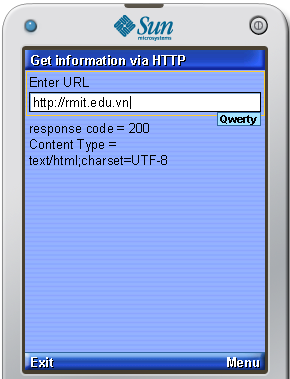 Sun
microsystems
Get information via HTTP
Enter URL
http://rmit.edu.vn
Qwerty
response code = 200
Content Type =
text/html;charset=UTF-8
Exit Menu